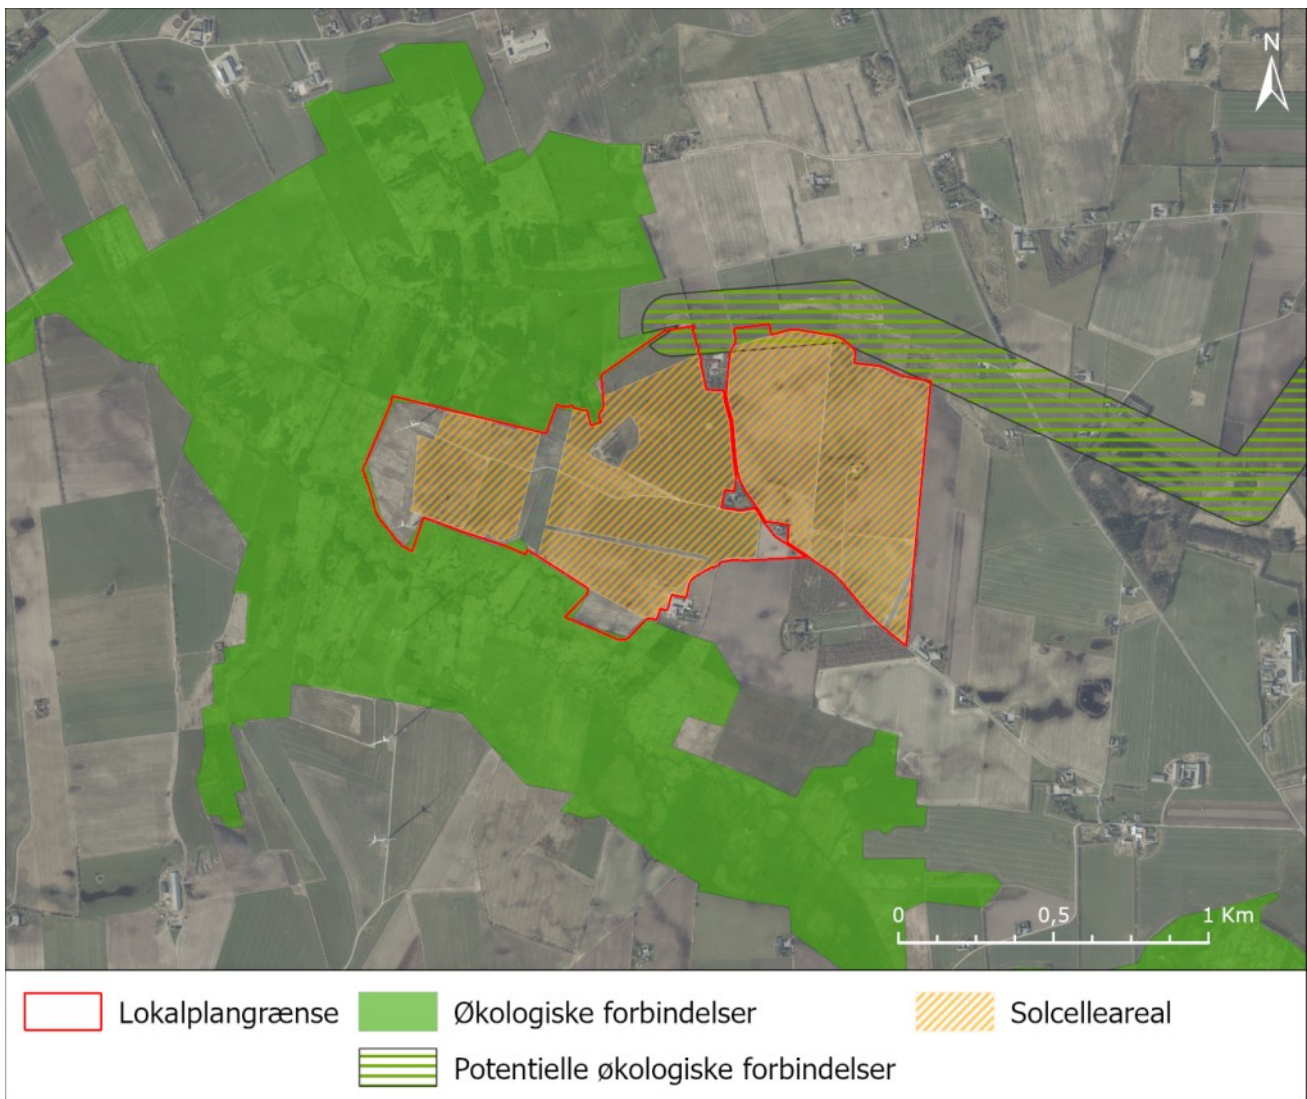 N
0 0,5 1 Km
Lokalplangrænse Økologiske forbindelser Solcelleareal
Potentielle økologiske forbindelser